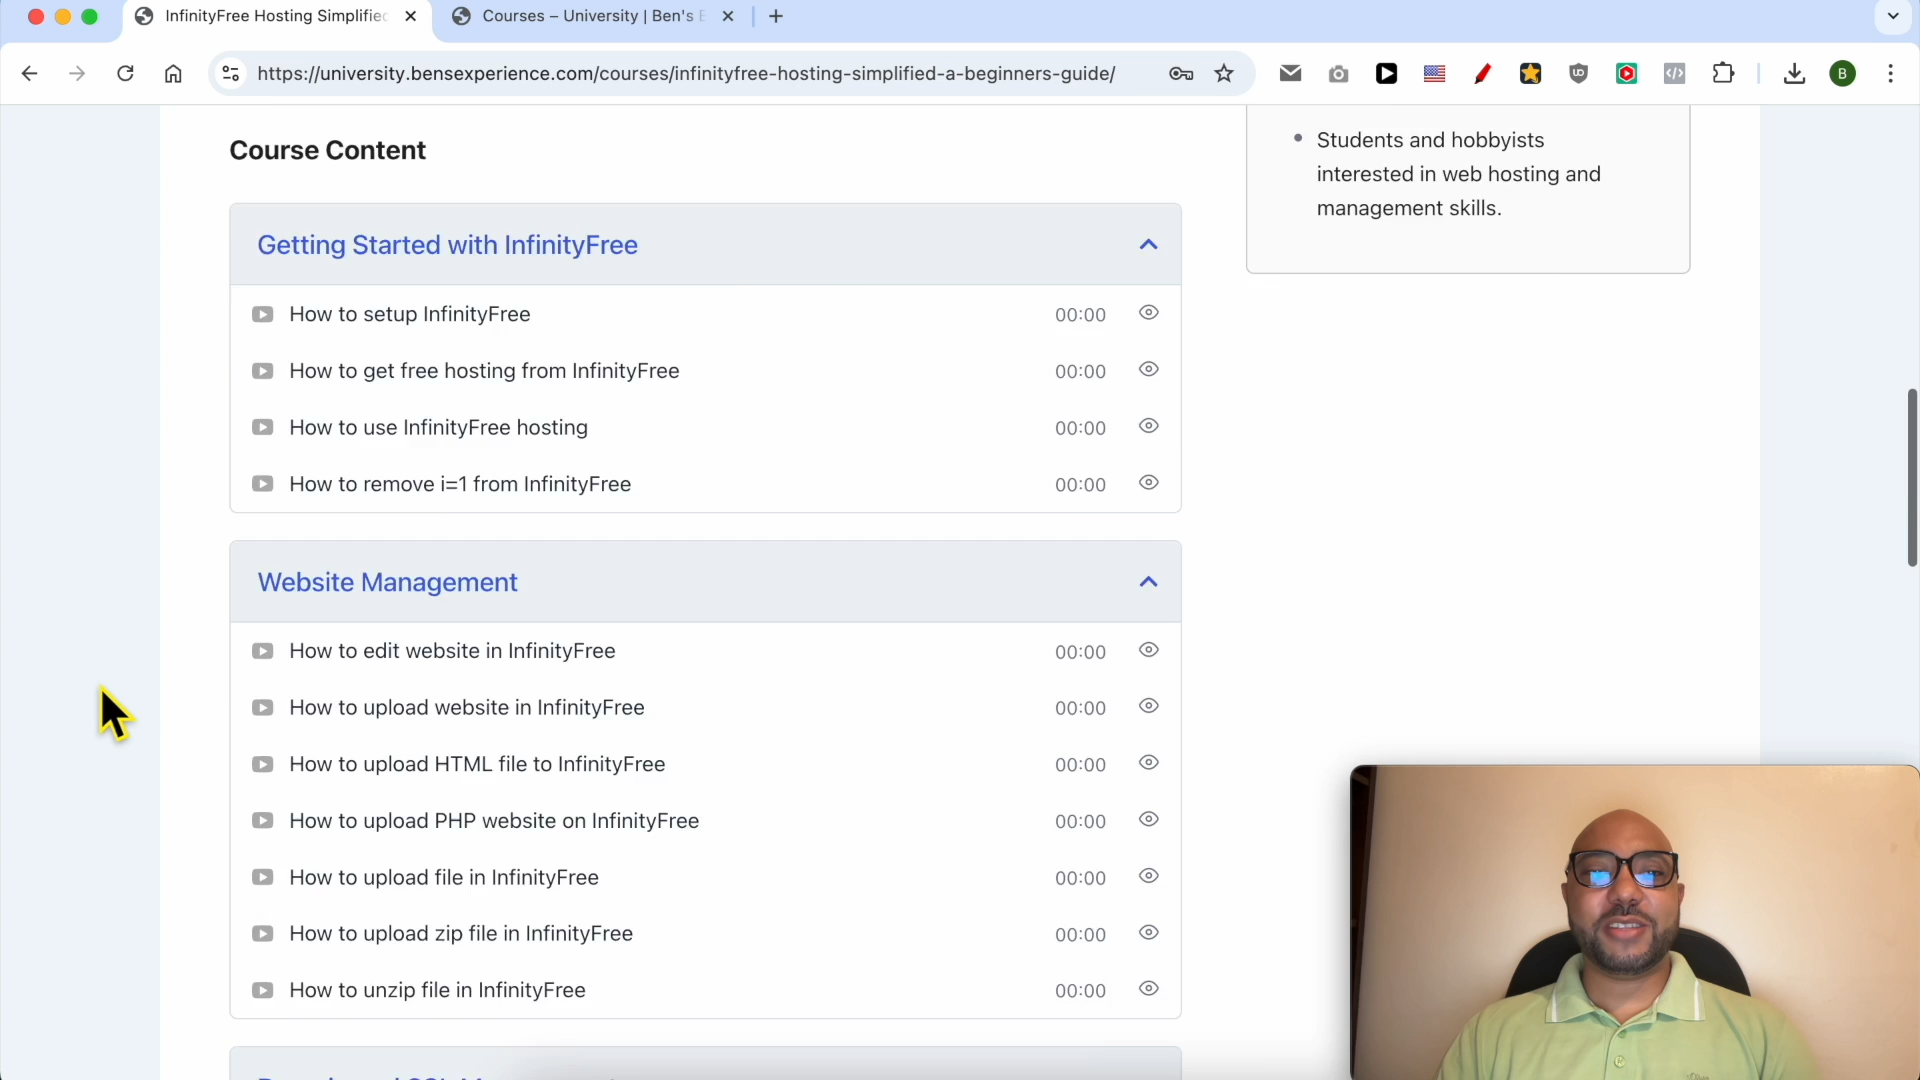 InfinityFree Hosting Simplified
Courses – University | Ben's
https://university.bensexperience.com/courses/infinityfree-hosting-simplified-a-beginners-guide/
B
Course Content
Students and hobbyists
interested in web hosting and
management skills.
Getting Started with InfinityFree
How to setup InfinityFree 00:00
How to get free hosting from InfinityFree 00:00
How to use InfinityFree hosting 00:00
How to remove i=1 from InfinityFree 00:00
Website Management
How to edit website in InfinityFree 00:00
How to upload website in InfinityFree 00:00
How to upload HTML file to InfinityFree 00:00
How to upload PHP website on InfinityFree 00:00
How to upload file in InfinityFree 00:00
How to upload zip file in InfinityFree 00:00
How to unzip file in InfinityFree 00:00